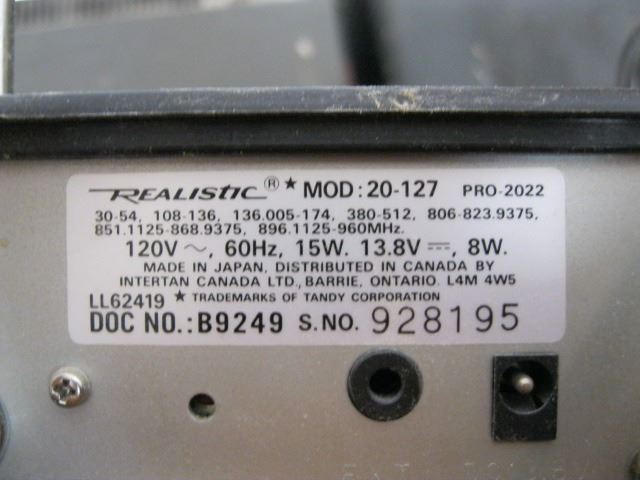 REALISTIC ® ★ MOD : 20-127 PRO-2022
30-54, 108-136, 136.005-174, 380-512, 806-823.9375,
851.1125-868.9375, 896.1125-960MHz.
120V ~, 60Hz, 15W. 13.8V ⎓, 8W.
MADE IN JAPAN, DISTRIBUTED IN CANADA BY
INTERTAN CANADA LTD., BARRIE, ONTARIO. L4M 4W5
LL62419 ★ TRADEMARKS OF TANDY CORPORATION
DOC NO.: B9249 S.NO. 928195